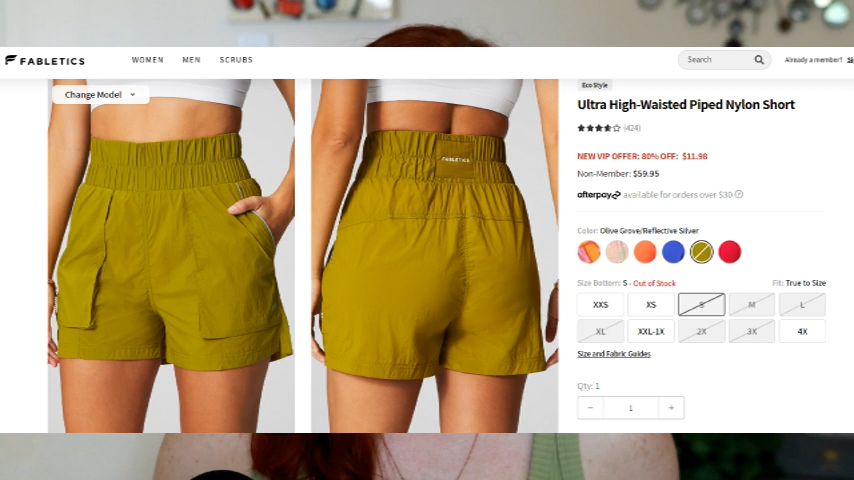 FABLETICS
WOMEN MEN SCRUBS
Search
Already a member?
Change Model
FABLETICS
Eco Style
Ultra High-Waisted Piped Nylon Short
(424)
NEW VIP OFFER: 80% OFF: $11.98
Non-Member: $59.95
afterpay available for orders over $30
Color: Olive Grove/Reflective Silver
Size Bottom: S - Out of Stock
Fit: True to Size
XXS XS S M L
XL XXL-1X 2X 3X 4X
Size and Fabric Guides
Qty: 1
− 1 +